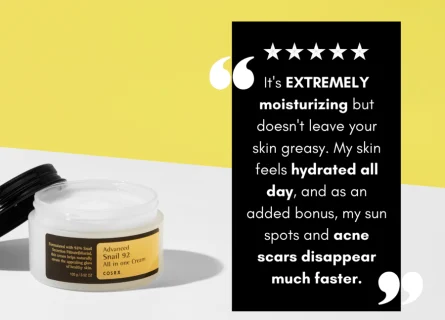 It's EXTREMELY
moisturizing but
doesn't leave your
skin greasy. My skin
feels hydrated all
day, and as an
added bonus, my sun
spots and acne
scars disappear
much faster.
Advanced
Snail 92
All in one Cream
COSRX